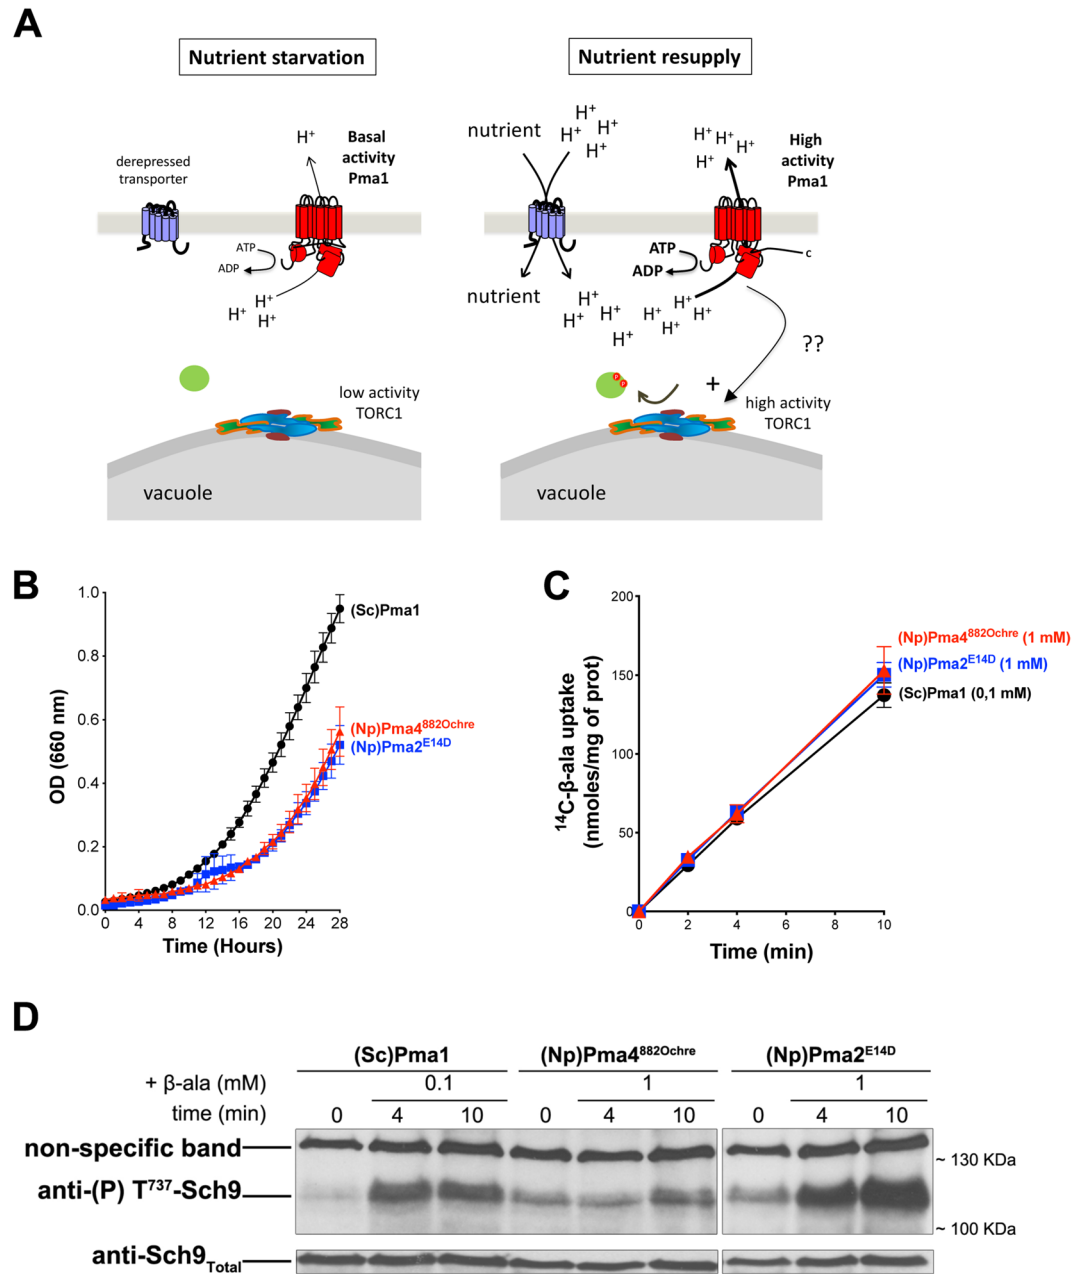 A
Nutrient starvation
Nutrient resupply
H+
Basal
activity
Pma1
derepressed
transporter
ATP
ADP
H+
H+
H+
low activity
TORC1
vacuole
nutrient
H+
H+
H+
H+
H+
H+
H+
H+
High
activity
Pma1
ATP
ADP
c
nutrient
H+
H+
H+
H+
H+
H+
H+
H+
??
P
P
+
high activity
TORC1
vacuole
B
1.0
0.8
0.6
0.4
0.2
0.0
OD (660 nm)
0 4 8 12 16 20 24 28
Time (Hours)
(Sc)Pma1
(Np)Pma4882Ochre
(Np)Pma2E14D
C
200
150
100
50
0
14C-β-ala uptake
(nmoles/mg of prot)
0 2 4 6 8 10
Time (min)
(Np)Pma4882Ochre (1 mM)
(Np)Pma2E14D (1 mM)
(Sc)Pma1 (0,1 mM)
D
(Sc)Pma1 (Np)Pma4882Ochre (Np)Pma2E14D
+ β-ala (mM) 0.1 1 1
time (min) 0 4 10 0 4 10 0 4 10
non-specific band
~ 130 KDa
anti-(P) T737-Sch9
~ 100 KDa
anti-Sch9Total